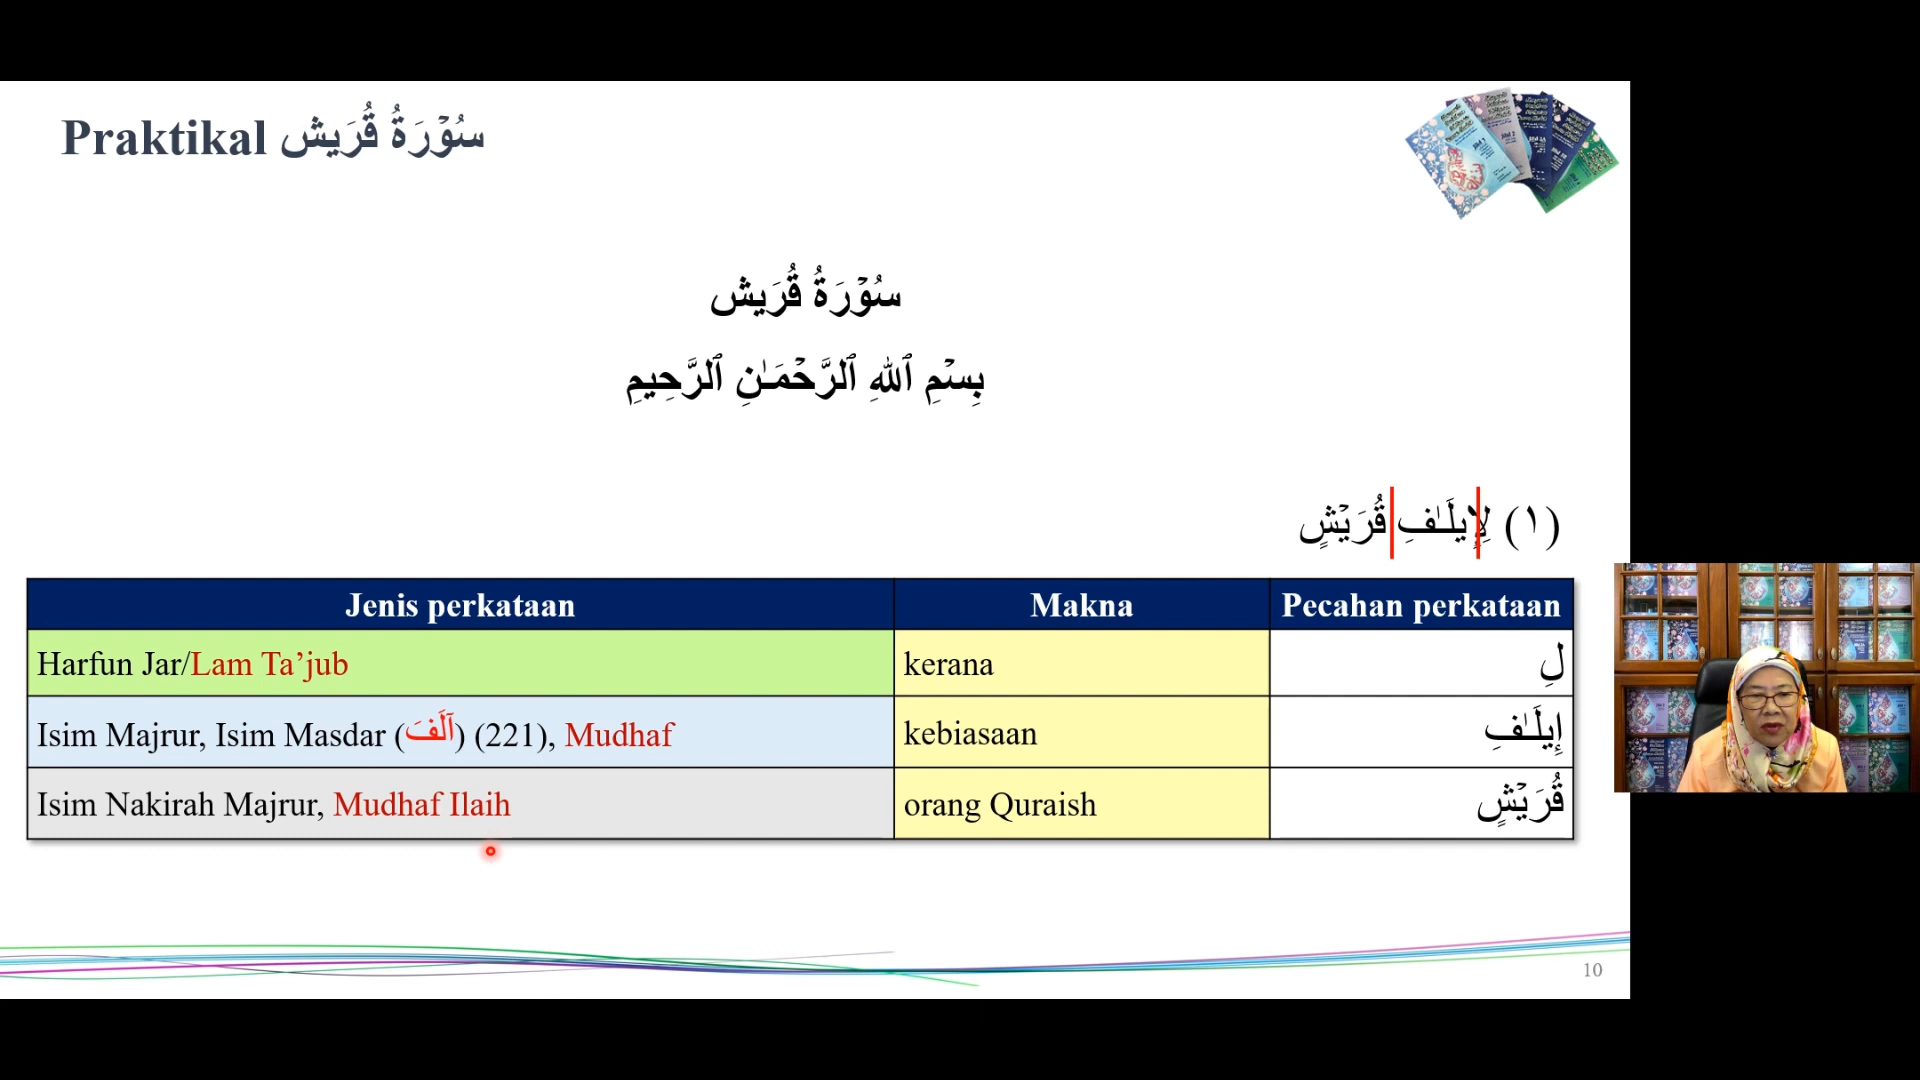 Praktikal سُوْرَةُ قُرَيش
سُوْرَةُ قُرَيش
بِسْمِ ٱللهِ ٱلرَّحْمَـٰنِ ٱلرَّحِيمِ
(١) لِإِيلَـٰفِ قُرَيْشٍ
Jenis perkataan Makna Pecahan perkataan
Harfun Jar/Lam Ta’jub kerana لِ
Isim Majrur, Isim Masdar (آلَفَ) (221), Mudhaf kebiasaan إِيلَـٰفِ
Isim Nakirah Majrur, Mudhaf Ilaih orang Quraish قُرَيْشٍ
10